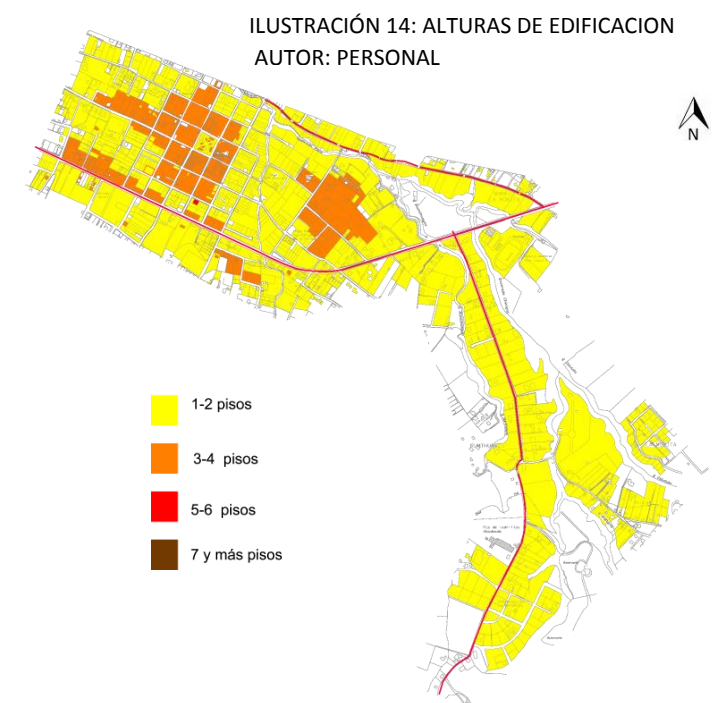 ILUSTRACIÓN 14: ALTURAS DE EDIFICACION
AUTOR: PERSONAL
N
1-2 pisos
3-4 pisos
5-6 pisos
7 y más pisos